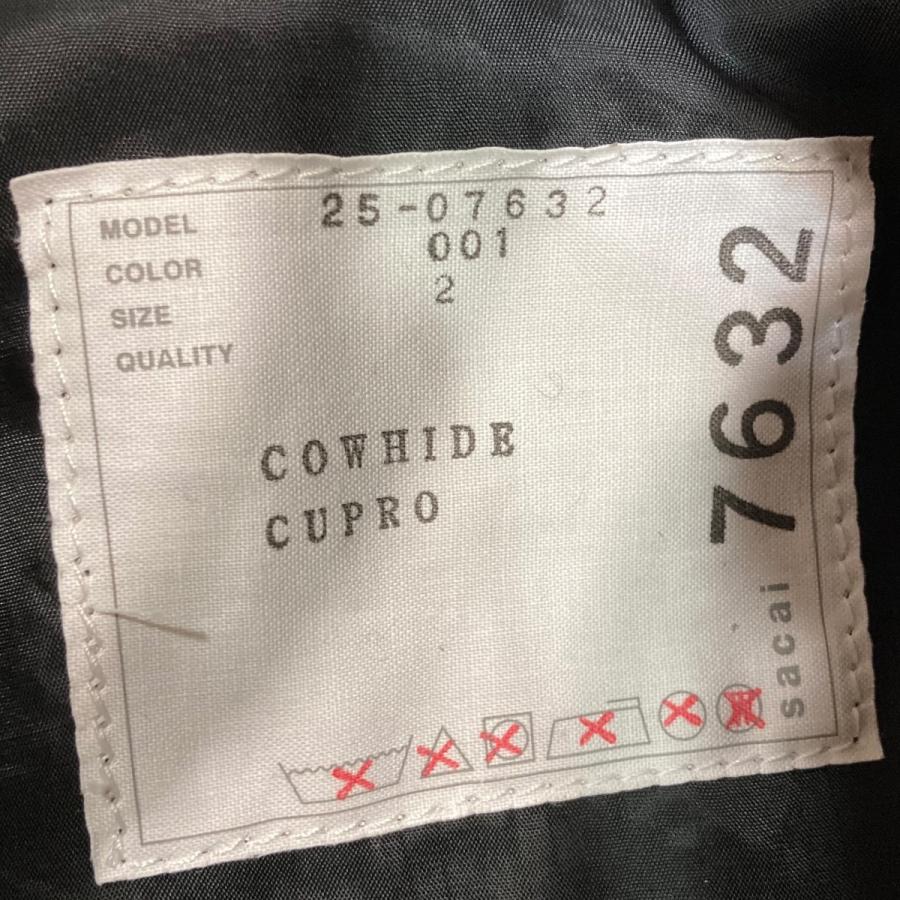 MODEL 25-07632
COLOR 001
SIZE 2
QUALITY
COWHIDE
CUPRO
sacai 7632